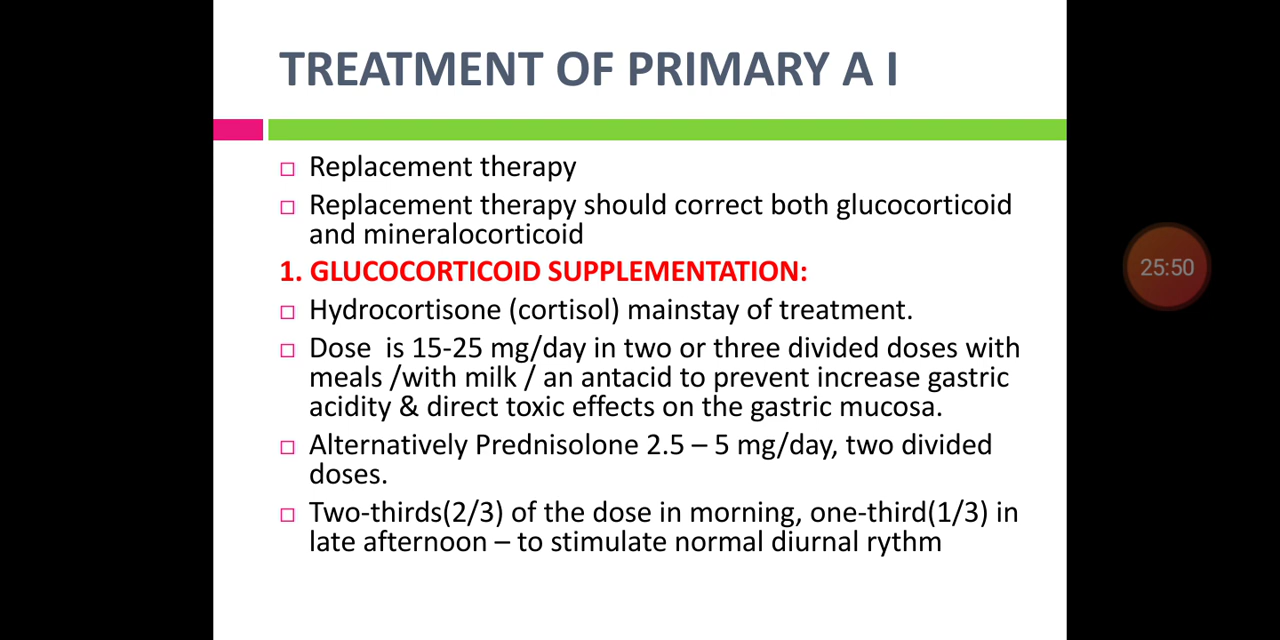 TREATMENT OF PRIMARY A I
Replacement therapy
Replacement therapy should correct both glucocorticoid
and mineralocorticoid
1. GLUCOCORTICOID SUPPLEMENTATION:
Hydrocortisone (cortisol) mainstay of treatment.
Dose is 15-25 mg/day in two or three divided doses with
meals /with milk / an antacid to prevent increase gastric
acidity & direct toxic effects on the gastric mucosa.
Alternatively Prednisolone 2.5 – 5 mg/day, two divided
doses.
Two-thirds(2/3) of the dose in morning, one-third(1/3) in
late afternoon – to stimulate normal diurnal rythm
25:50